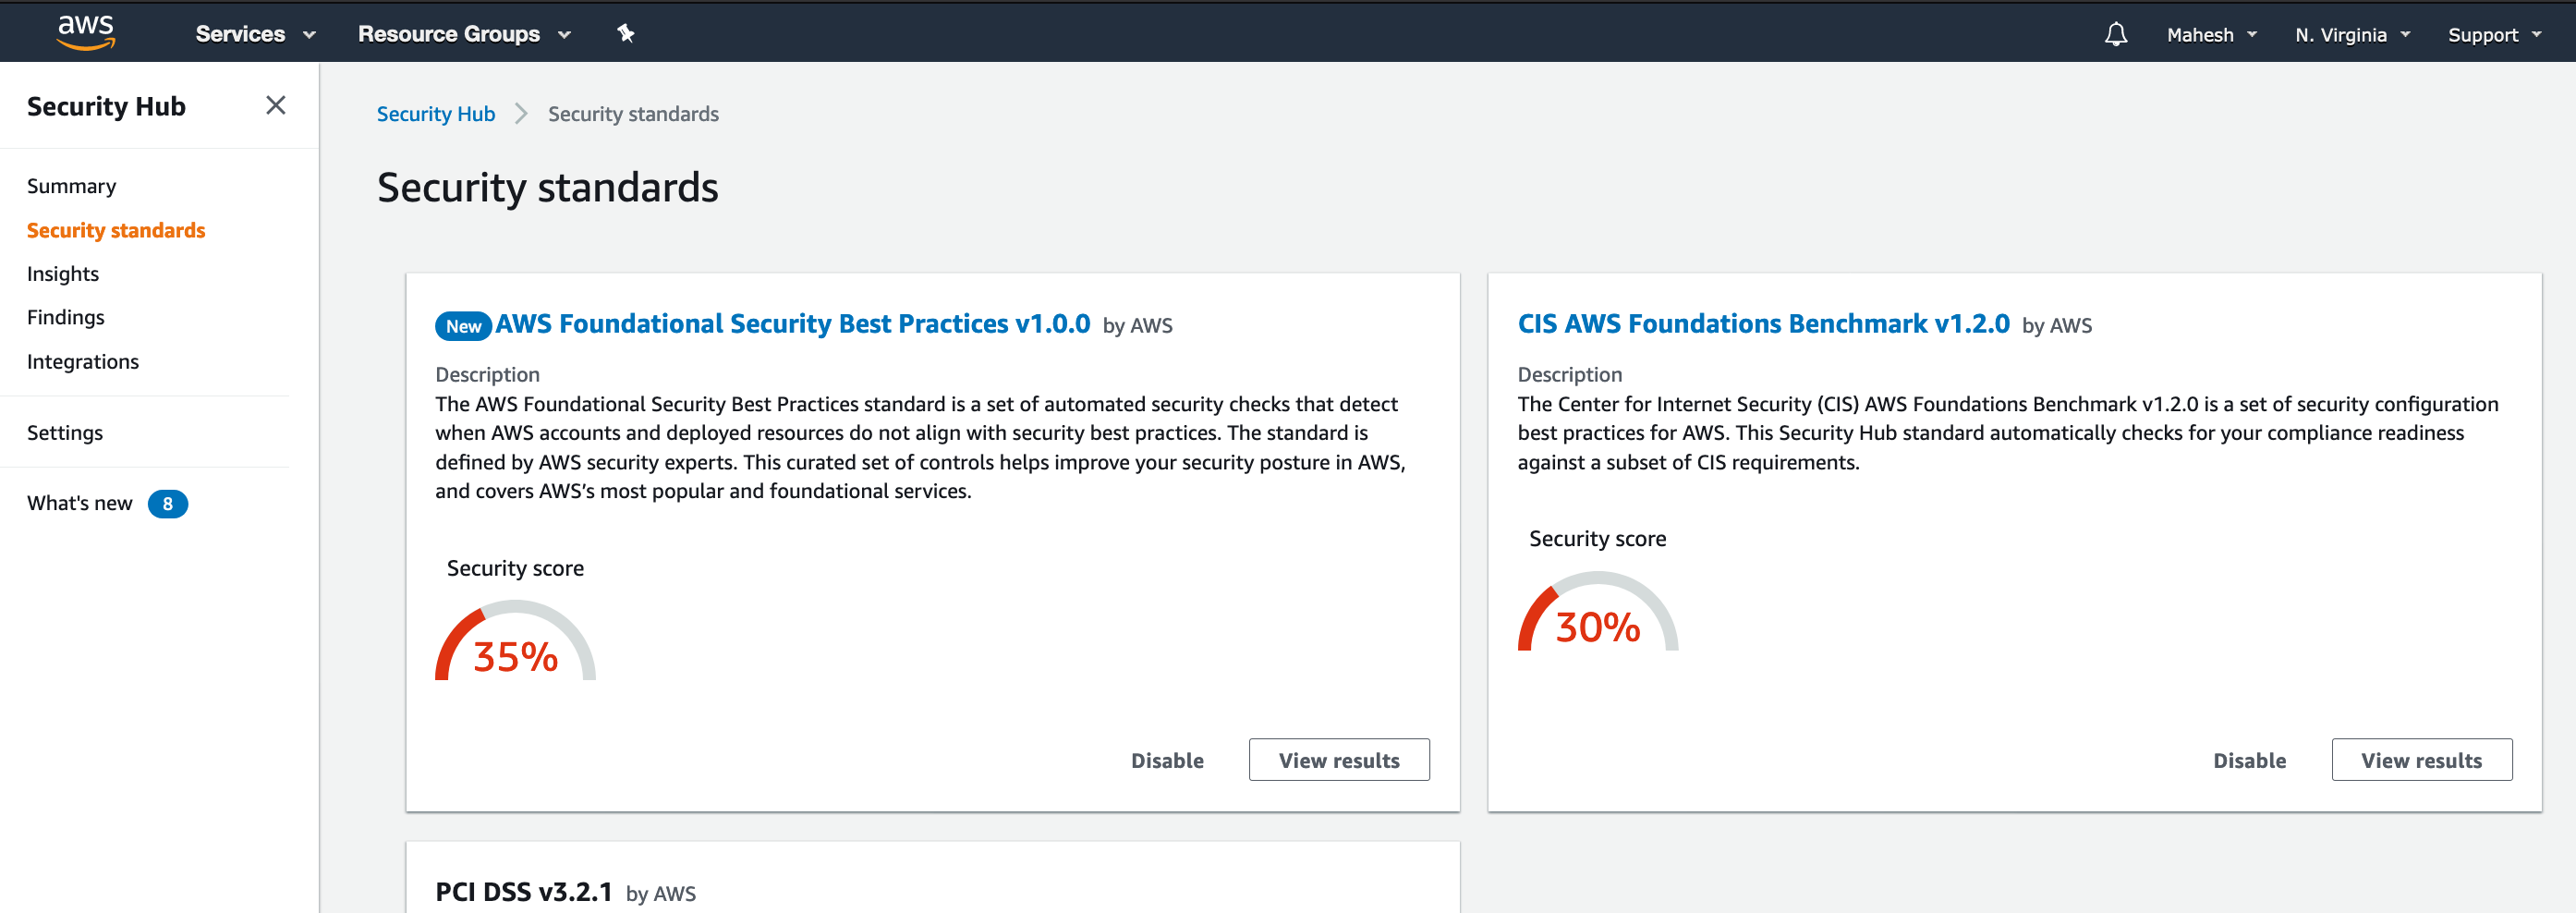 aws Services Resource Groups Mahesh N. Virginia Support
Security Hub
Summary
Security standards
Insights
Findings
Integrations
Settings
What's new 8
Security Hub Security standards
Security standards
New AWS Foundational Security Best Practices v1.0.0 by AWS
Description
The AWS Foundational Security Best Practices standard is a set of automated security checks that detect
when AWS accounts and deployed resources do not align with security best practices. The standard is
defined by AWS security experts. This curated set of controls helps improve your security posture in AWS,
and covers AWS’s most popular and foundational services.
Security score
35%
Disable View results
CIS AWS Foundations Benchmark v1.2.0 by AWS
Description
The Center for Internet Security (CIS) AWS Foundations Benchmark v1.2.0 is a set of security configuration
best practices for AWS. This Security Hub standard automatically checks for your compliance readiness
against a subset of CIS requirements.
Security score
30%
Disable View results
PCI DSS v3.2.1 by AWS